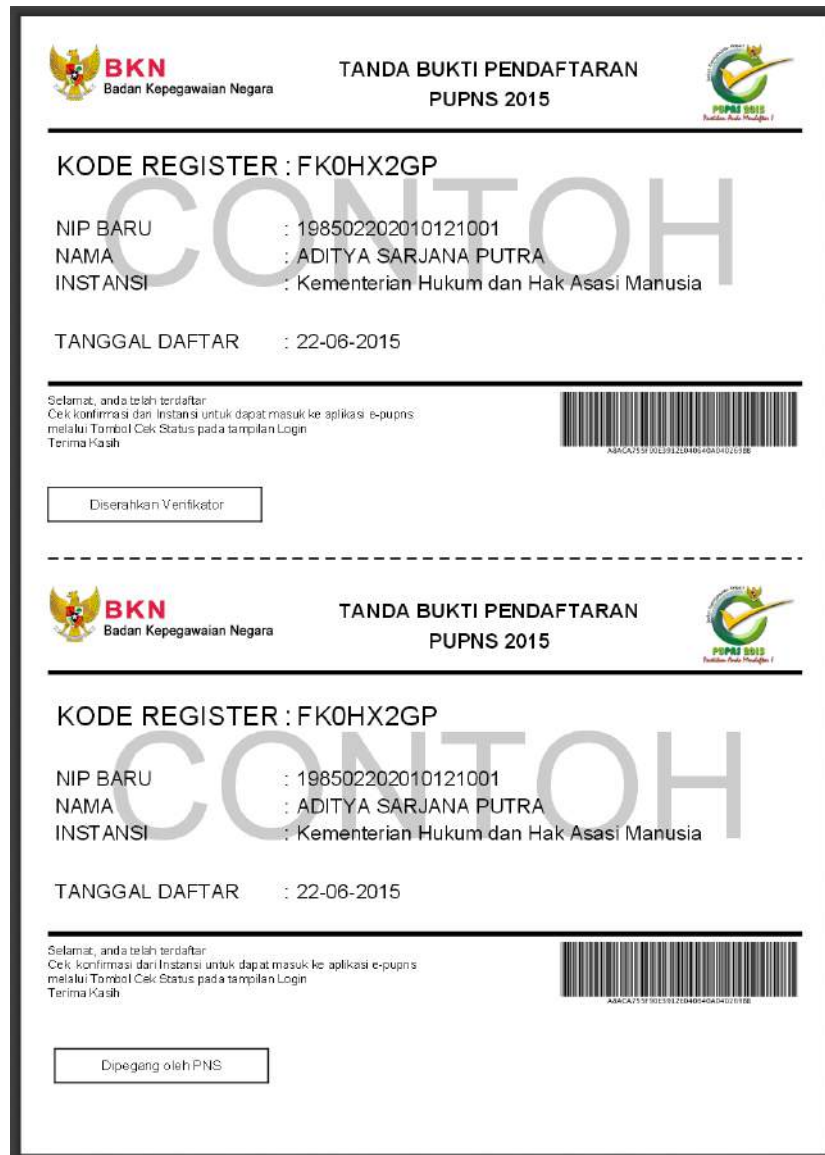 BKN
Badan Kepegawaian Negara
TANDA BUKTI PENDAFTARAN
PUPNS 2015
PUPNS 2015
KODE REGISTER : FK0HX2GP
CONTOH
NIP BARU : 198502202010121001
NAMA : ADITYA SARJANA PUTRA
INSTANSI : Kementerian Hukum dan Hak Asasi Manusia
TANGGAL DAFTAR : 22-06-2015
Selamat, anda telah terdaftar
Cek konfirmasi dari Instansi untuk dapat masuk ke aplikasi e-pupns
melalui Tombol Cek Status pada tampilan Login
Terima Kasih
Diserahkan Verifikator
BKN
Badan Kepegawaian Negara
TANDA BUKTI PENDAFTARAN
PUPNS 2015
PUPNS 2015
KODE REGISTER : FK0HX2GP
CONTOH
NIP BARU : 198502202010121001
NAMA : ADITYA SARJANA PUTRA
INSTANSI : Kementerian Hukum dan Hak Asasi Manusia
TANGGAL DAFTAR : 22-06-2015
Selamat, anda telah terdaftar
Cek konfirmasi dari Instansi untuk dapat masuk ke aplikasi e-pupns
melalui Tombol Cek Status pada tampilan Login
Terima Kasih
Dipegang oleh PNS